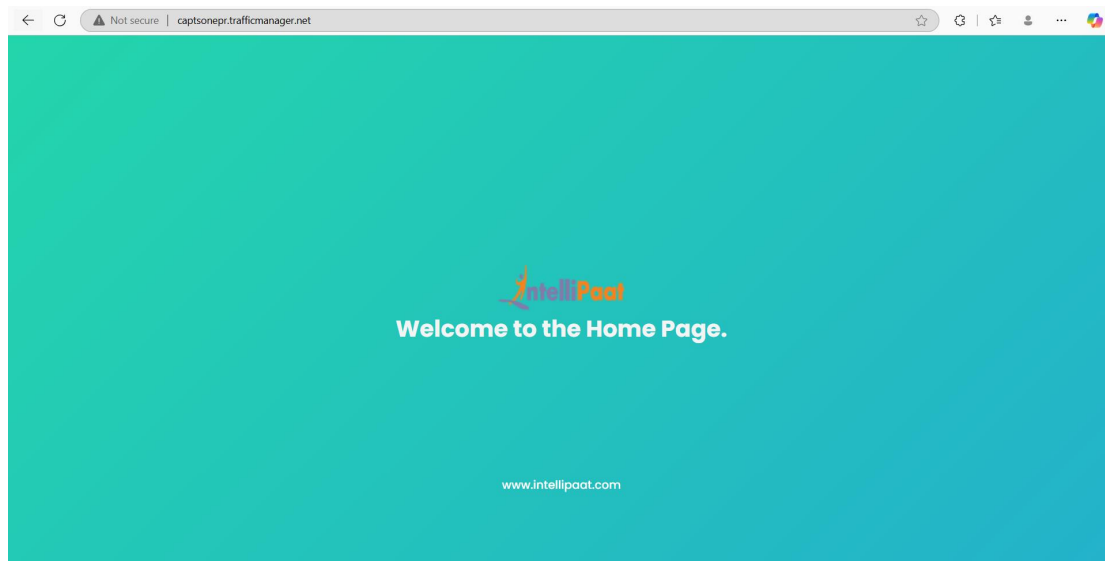 Not secure | captsonepr.trafficmanager.net
IntelliPaat
Welcome to the Home Page.
www.intellipaat.com